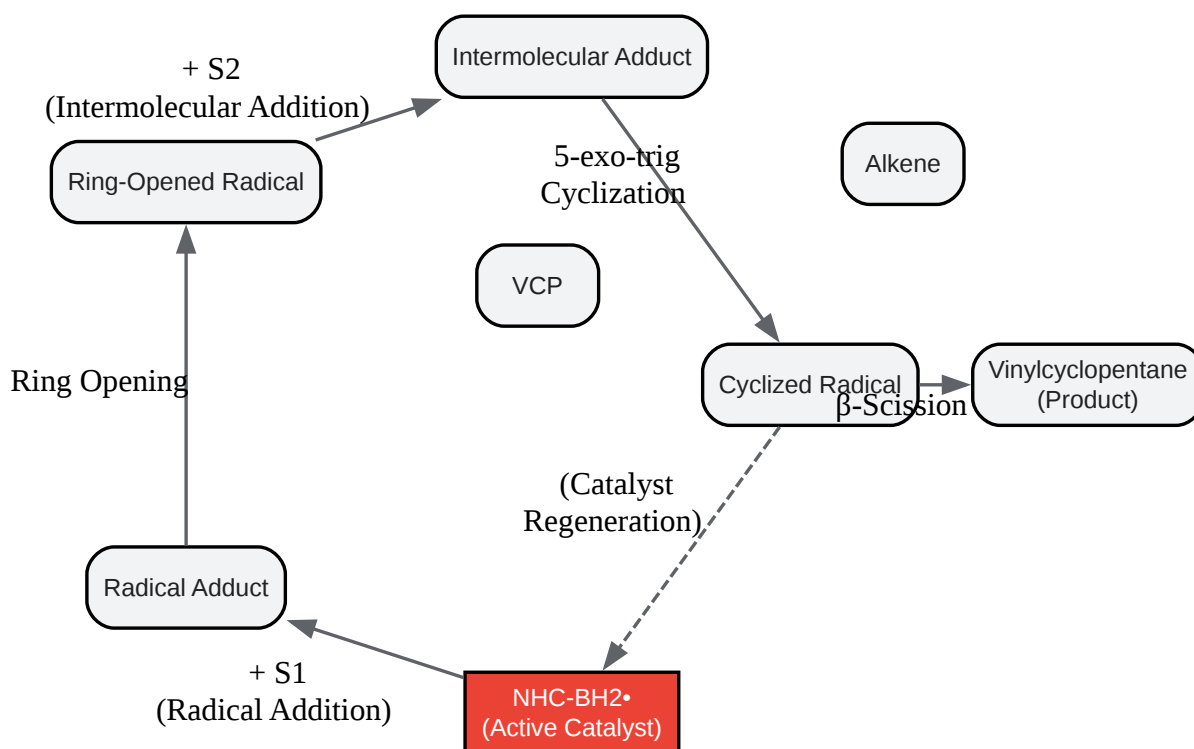 + S2
(Intermolecular Addition)
Intermolecular Adduct
Ring-Opened Radical
5-exo-trig
Cyclization
Alkene
VCP
Ring Opening
Cyclized Radical
β-Scission
Vinylcyclopentane
(Product)
(Catalyst
Regeneration)
Radical Adduct
+ S1
(Radical Addition)
NHC-BH2•
(Active Catalyst)